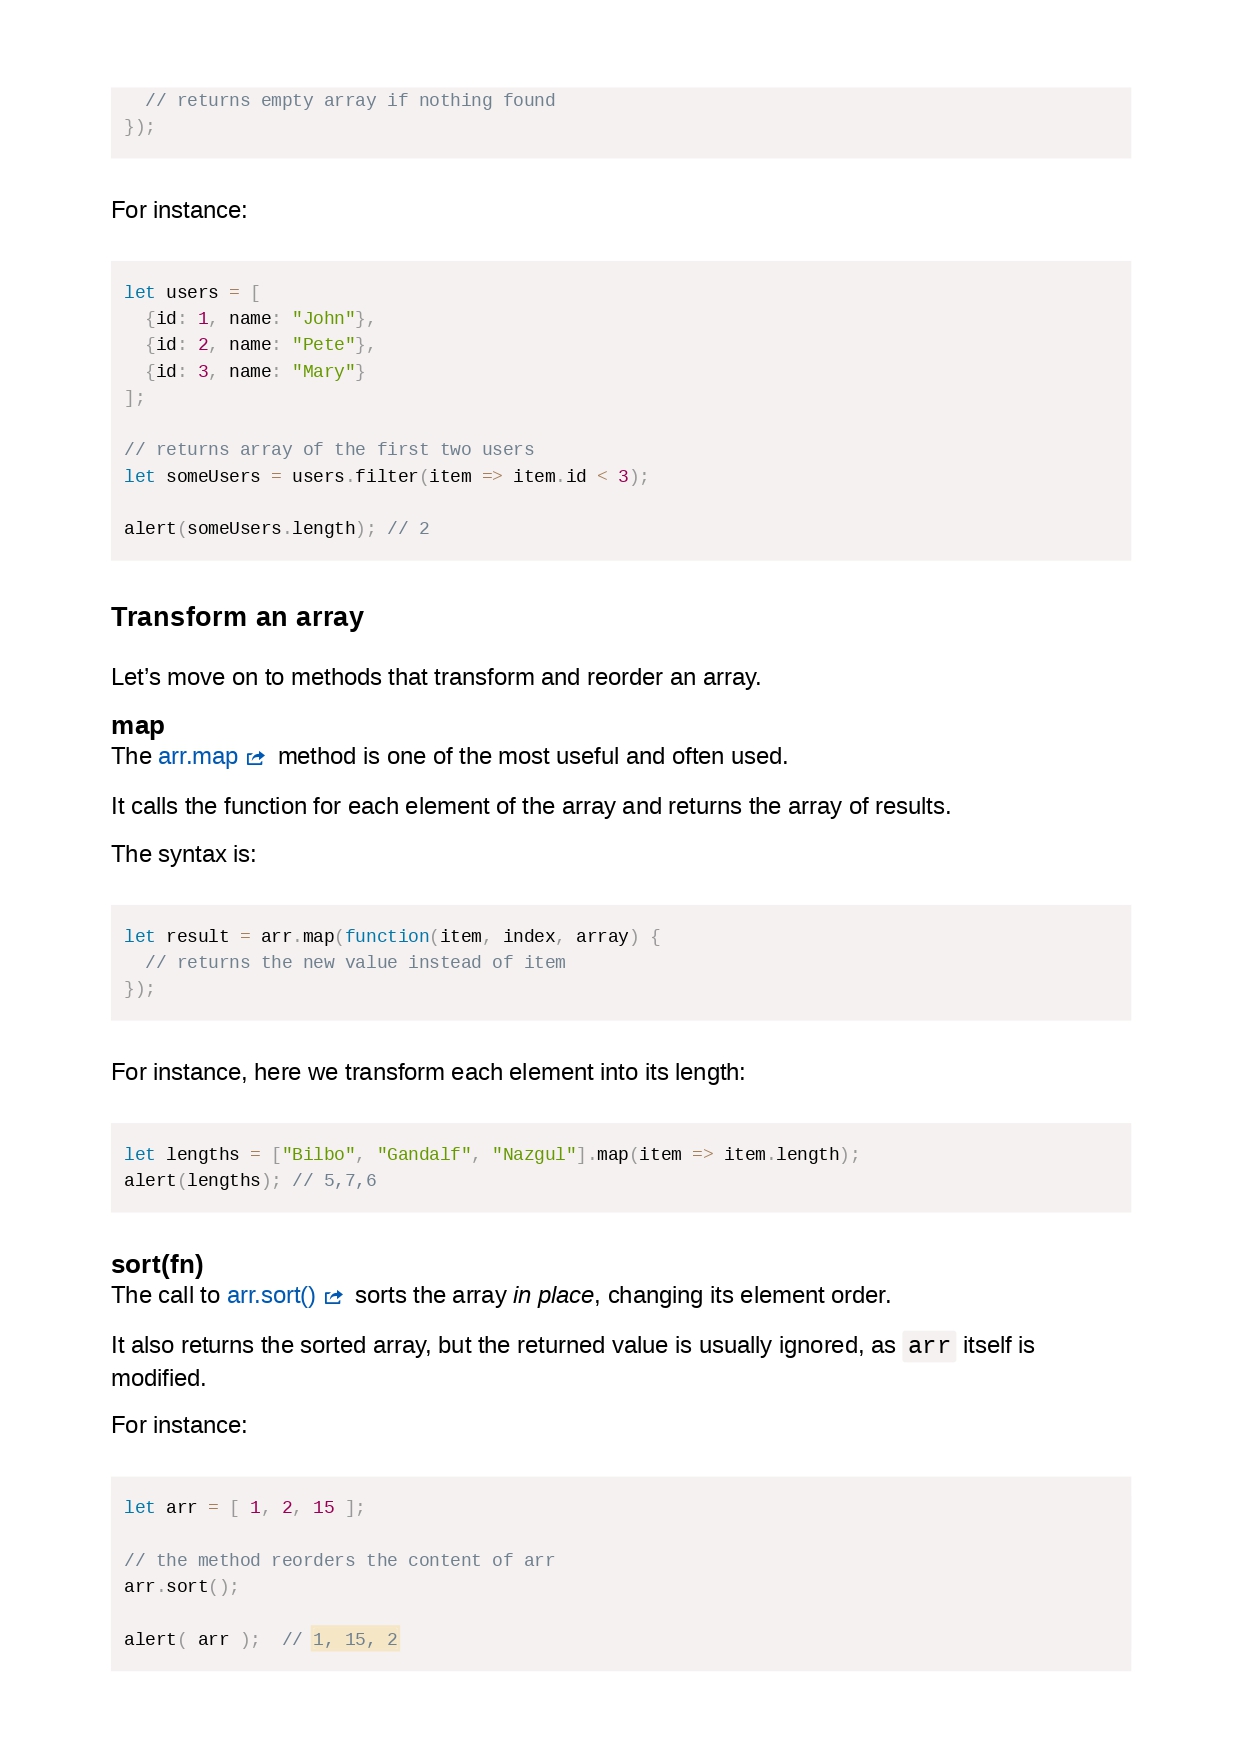 // returns empty array if nothing found
});
For instance:
let users = [
  {id: 1, name: "John"},
  {id: 2, name: "Pete"},
  {id: 3, name: "Mary"}
];
// returns array of the first two users
let someUsers = users.filter(item => item.id < 3);
alert(someUsers.length); // 2
Transform an array
Let’s move on to methods that transform and reorder an array.
map
The arr.map method is one of the most useful and often used.
It calls the function for each element of the array and returns the array of results.
The syntax is:
let result = arr.map(function(item, index, array) {
  // returns the new value instead of item
});
For instance, here we transform each element into its length:
let lengths = ["Bilbo", "Gandalf", "Nazgul"].map(item => item.length);
alert(lengths); // 5,7,6
sort(fn)
The call to arr.sort() sorts the array in place, changing its element order.
It also returns the sorted array, but the returned value is usually ignored, as arr itself is
modified.
For instance:
let arr = [ 1, 2, 15 ];
// the method reorders the content of arr
arr.sort();
alert( arr );  // 1, 15, 2